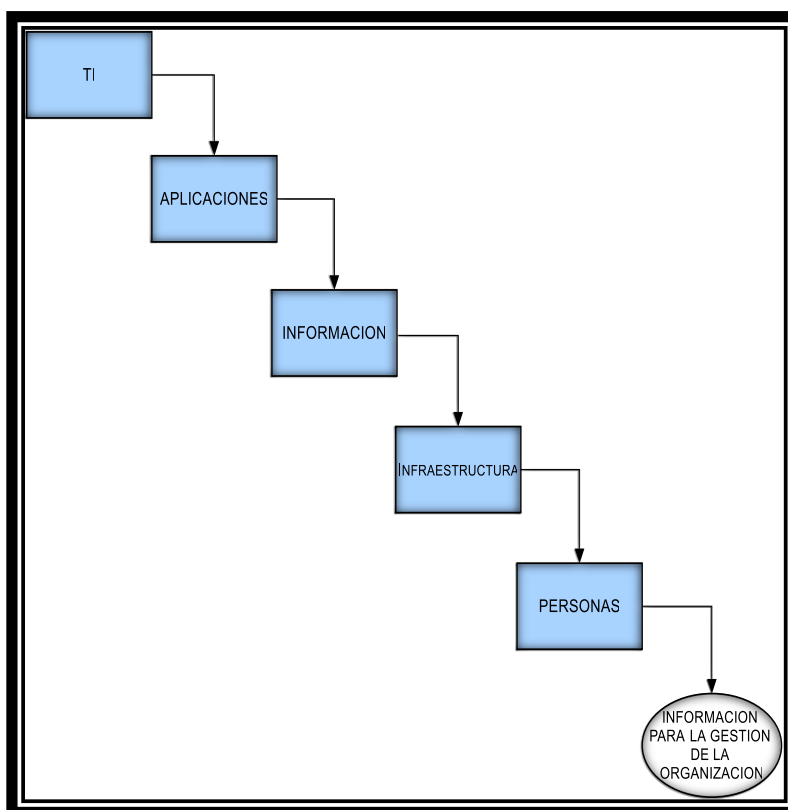 TI
APLICACIONES
INFORMACION
INFRAESTRUCTURA
PERSONAS
INFORMACION
PARA LA GESTION
DE LA
ORGANIZACION